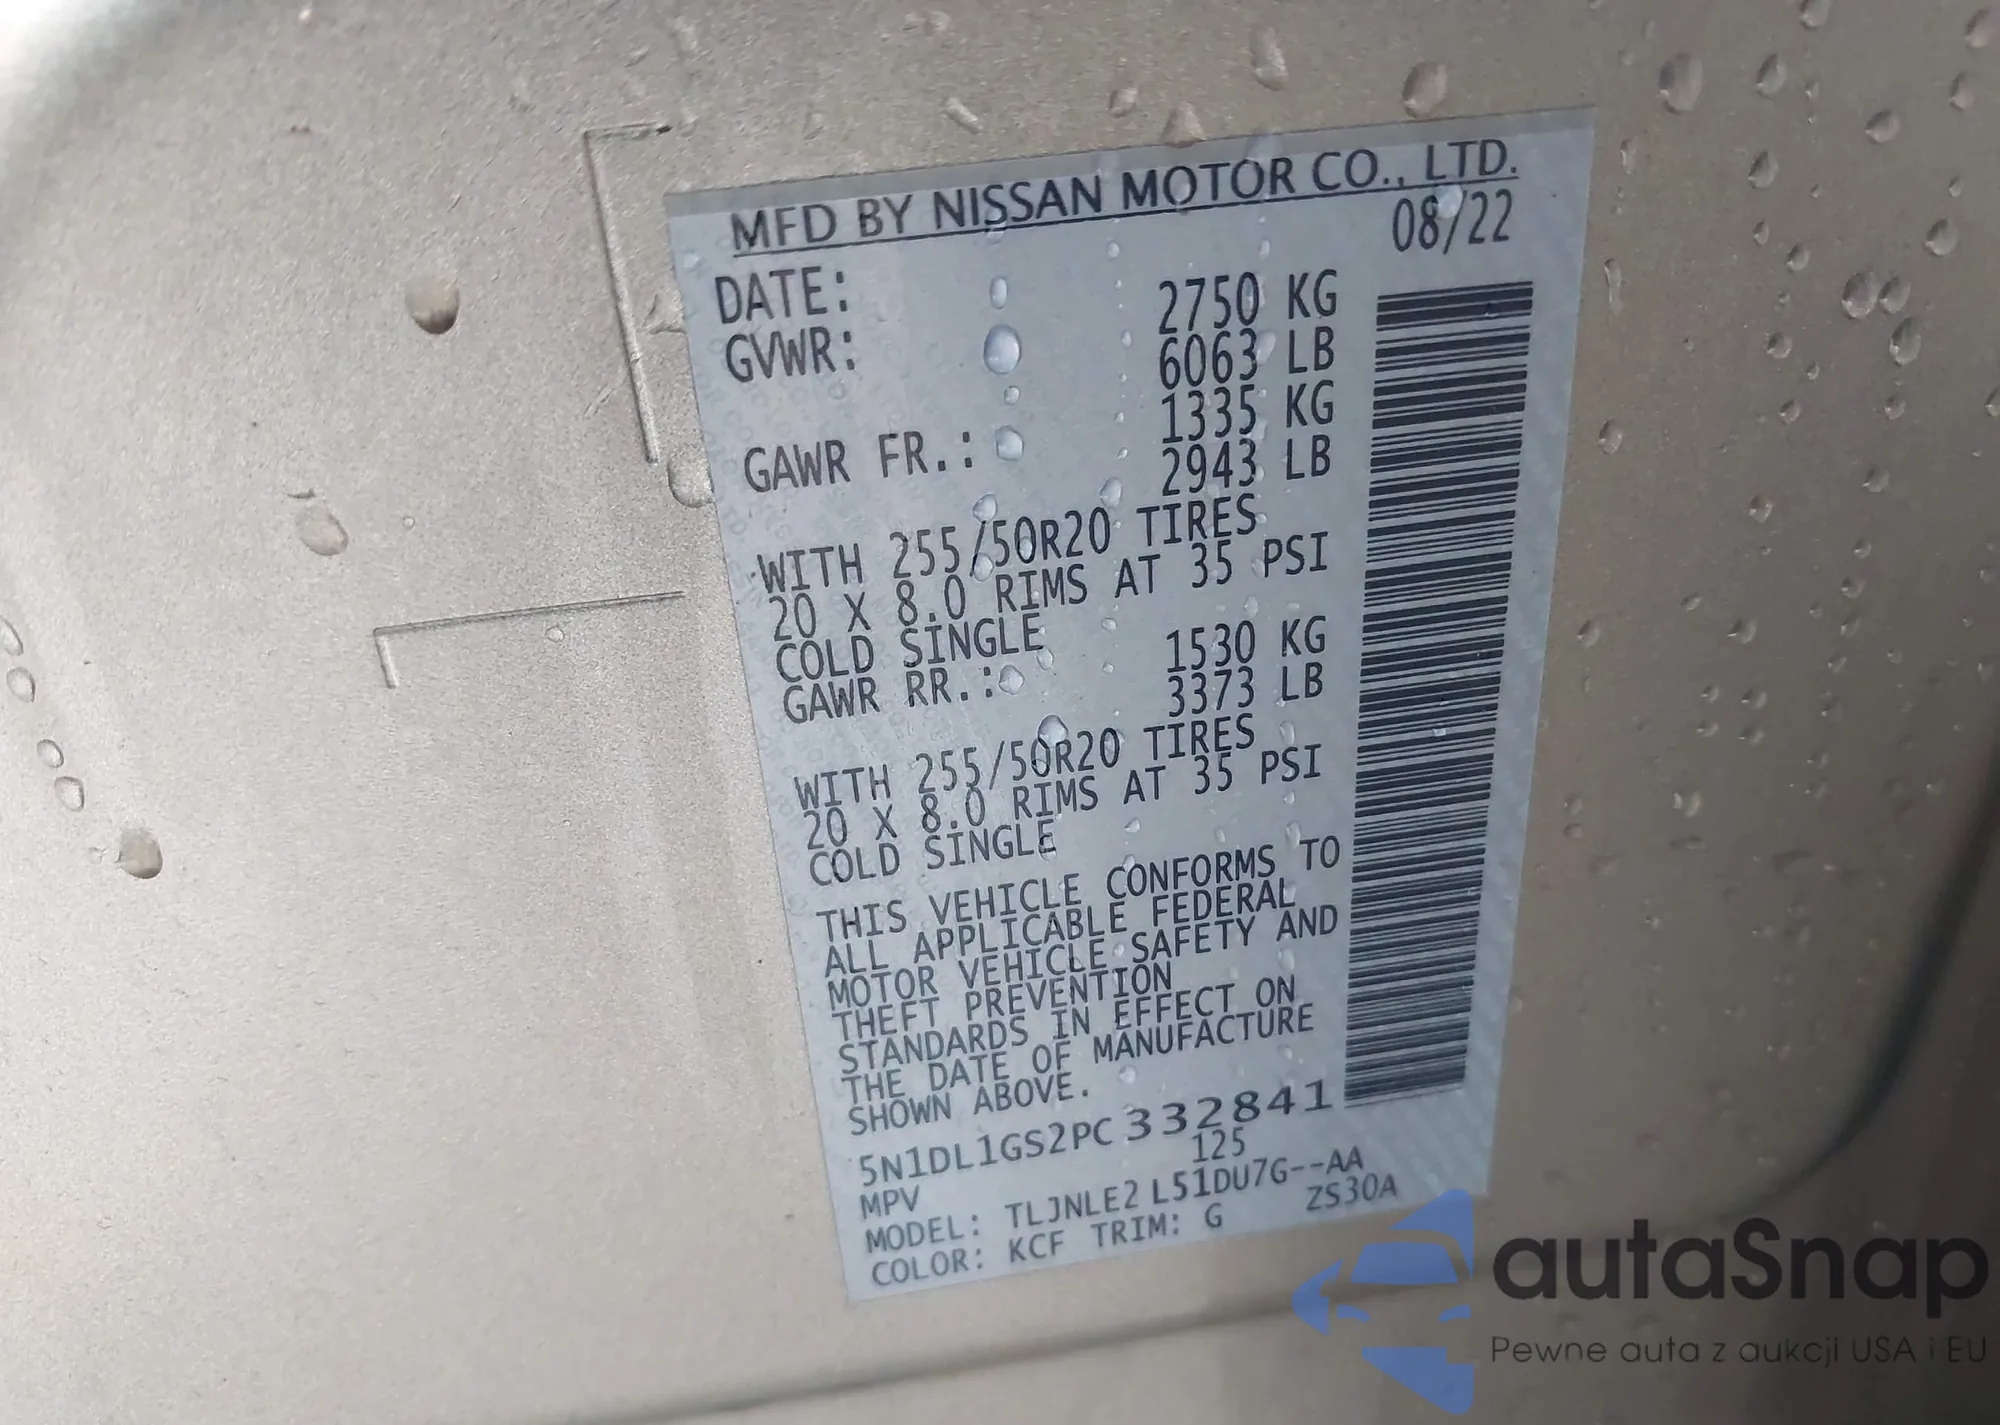 MFD BY NISSAN MOTOR CO., LTD.
DATE: 08/22
GVWR: 2750 KG
6063 LB
GAWR FR.: 1335 KG
2943 LB
WITH 255/50R20 TIRES
20 X 8.0 RIMS AT 35 PSI
COLD SINGLE
GAWR RR.: 1530 KG
3373 LB
WITH 255/50R20 TIRES
20 X 8.0 RIMS AT 35 PSI
COLD SINGLE
THIS VEHICLE CONFORMS TO
ALL APPLICABLE FEDERAL
MOTOR VEHICLE SAFETY AND
THEFT PREVENTION
STANDARDS IN EFFECT ON
THE DATE OF MANUFACTURE
SHOWN ABOVE.
5N1DL1GS2PC332841
MPV 125
MODEL: TLJNLE2 L51DU7G--AA
COLOR: KCF TRIM: G ZS30A
autaSnap
Pewne auta z aukcji USA i EU